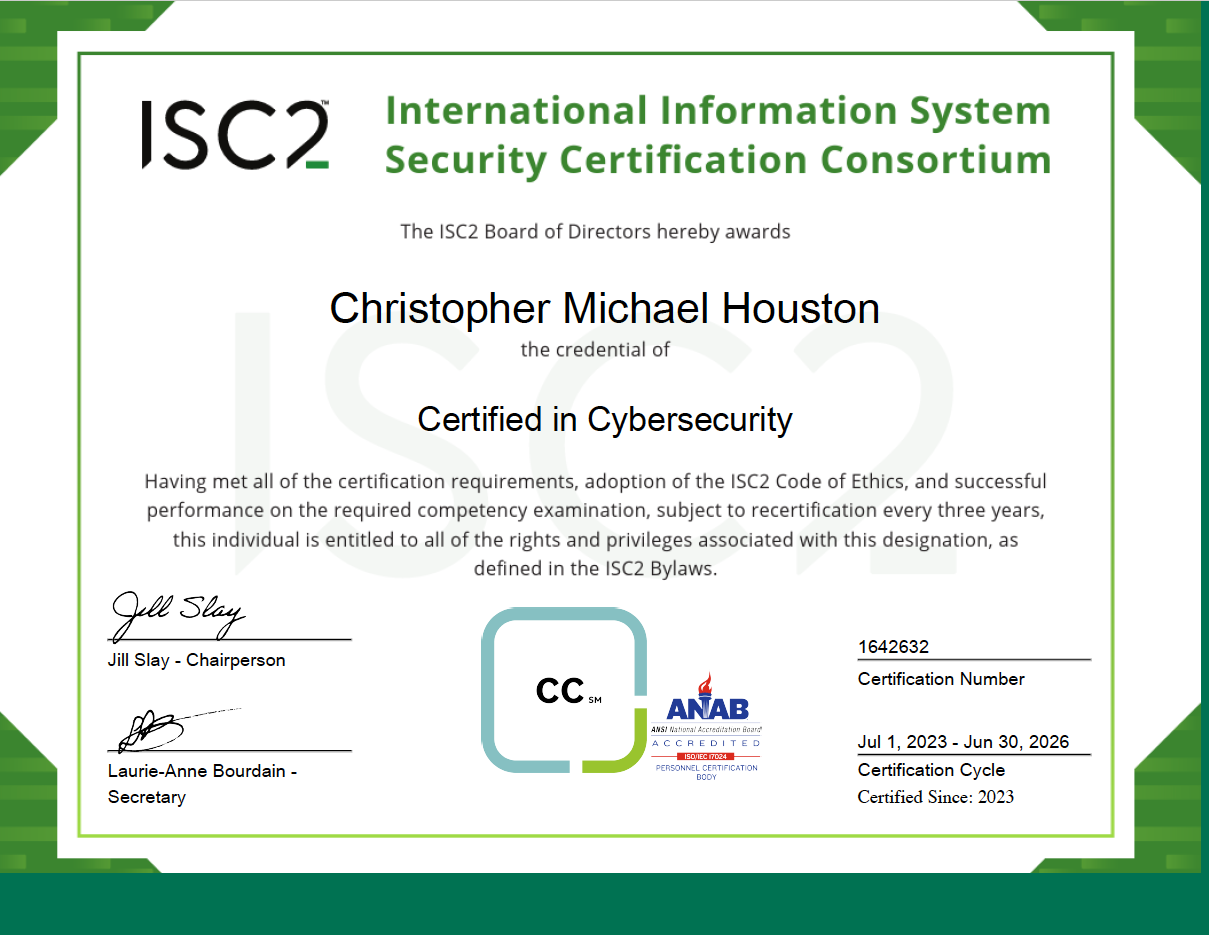 ISC2™
International Information System
Security Certification Consortium
The ISC2 Board of Directors hereby awards
Christopher Michael Houston
the credential of
Certified in Cybersecurity
Having met all of the certification requirements, adoption of the ISC2 Code of Ethics, and successful
performance on the required competency examination, subject to recertification every three years,
this individual is entitled to all of the rights and privileges associated with this designation, as
defined in the ISC2 Bylaws.
Jill Slay
Jill Slay - Chairperson
Laurie-Anne Bourdain -
Secretary
CC SM
ANAB
ANSI National Accreditation Board
ACCREDITED
ISO/IEC 17024
PERSONNEL CERTIFICATION
BODY
1642632
Certification Number
Jul 1, 2023 - Jun 30, 2026
Certification Cycle
Certified Since: 2023